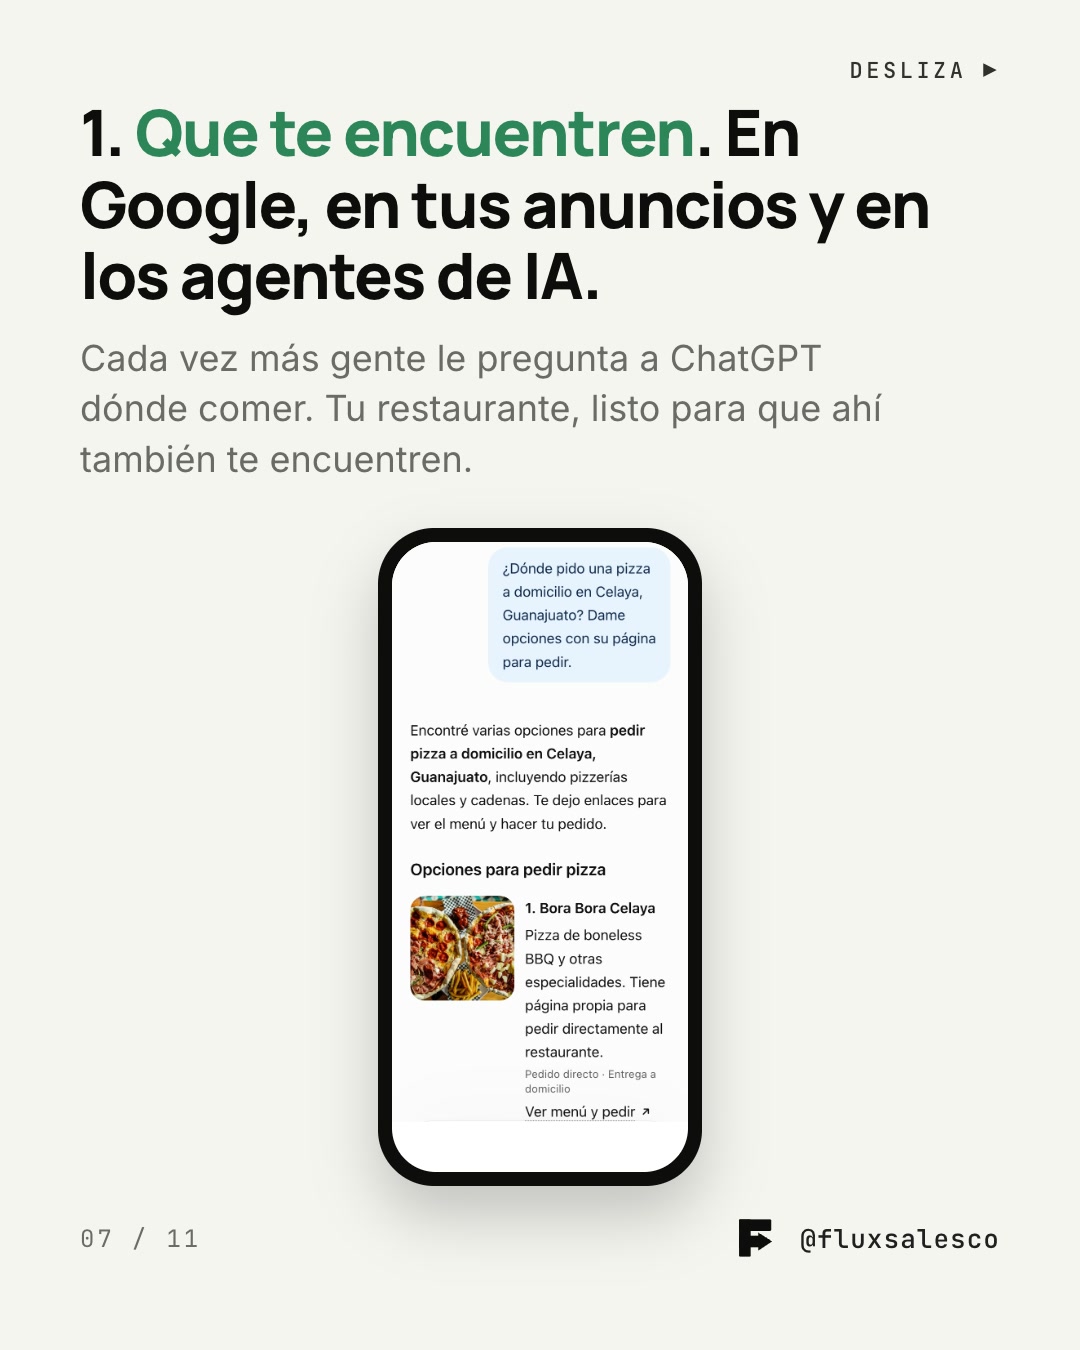 DESLIZA ▶
1. Que te encuentren. En
Google, en tus anuncios y en
los agentes de IA.
Cada vez más gente le pregunta a ChatGPT
dónde comer. Tu restaurante, listo para que ahí
también te encuentren.
¿Dónde pido una pizza
a domicilio en Celaya,
Guanajuato? Dame
opciones con su página
para pedir.
Encontré varias opciones para pedir
pizza a domicilio en Celaya,
Guanajuato, incluyendo pizzerías
locales y cadenas. Te dejo enlaces para
ver el menú y hacer tu pedido.
Opciones para pedir pizza
1. Bora Bora Celaya
Pizza de boneless
BBQ y otras
especialidades. Tiene
página propia para
pedir directamente al
restaurante.
Pedido directo · Entrega a
domicilio
Ver menú y pedir ↗
07 / 11
@fluxsalesco